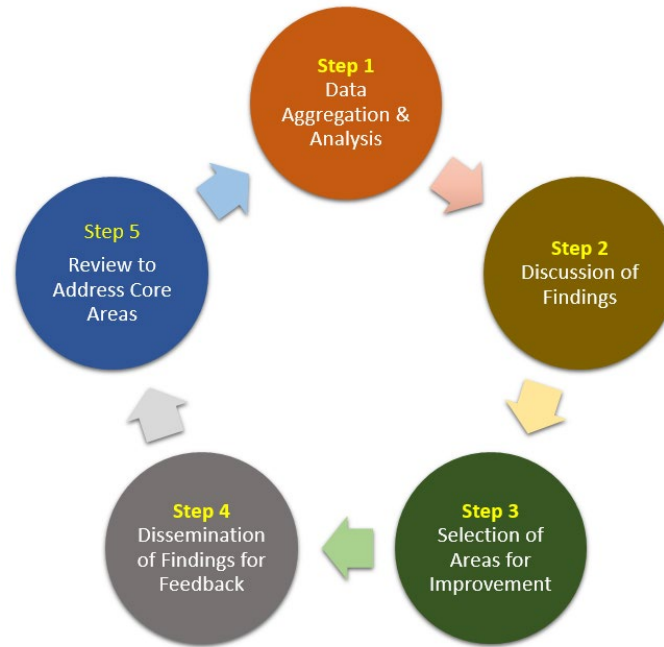 Step 1
Data
Aggregation &
Analysis
Step 2
Discussion of
Findings
Step 3
Selection of
Areas for
Improvement
Step 4
Dissemination
of Findings for
Feedback
Step 5
Review to
Address Core
Areas